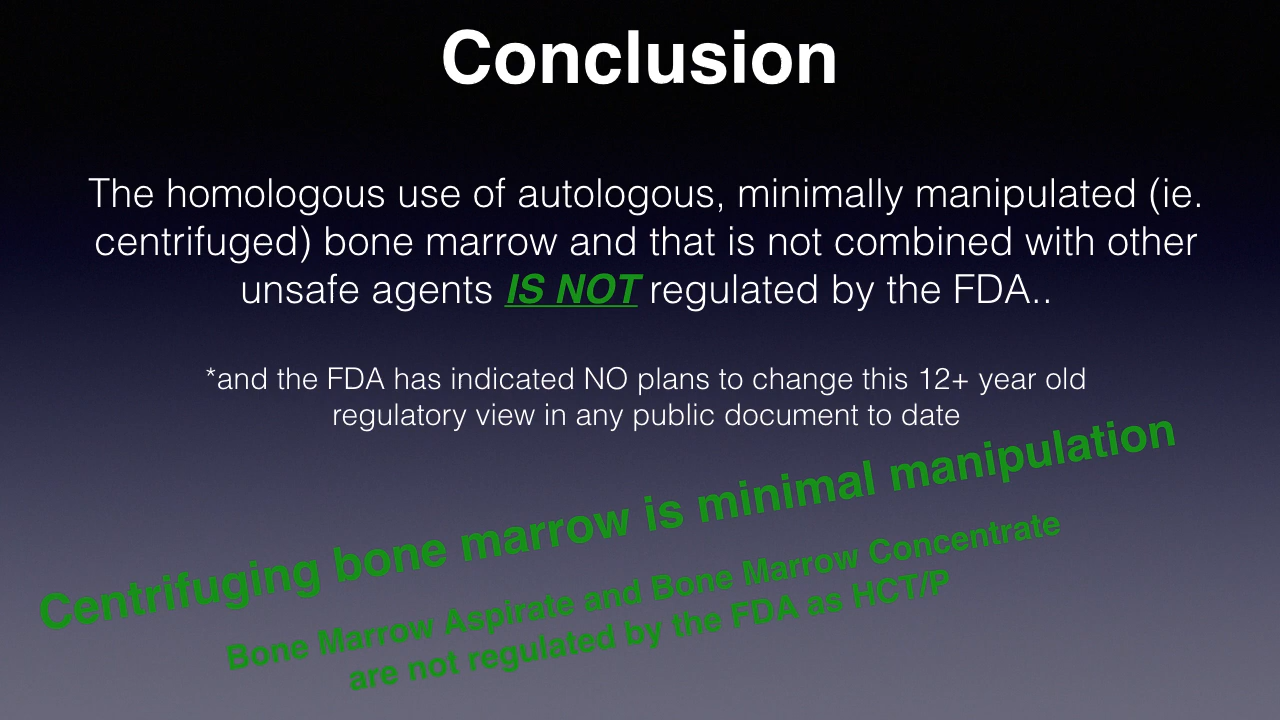 Conclusion
The homologous use of autologous, minimally manipulated (ie.
centrifuged) bone marrow and that is not combined with other
unsafe agents IS NOT regulated by the FDA..
*and the FDA has indicated NO plans to change this 12+ year old
regulatory view in any public document to date
Centrifuging bone marrow is minimal manipulation
Bone Marrow Aspirate and Bone Marrow Concentrate
are not regulated by the FDA as HCT/P